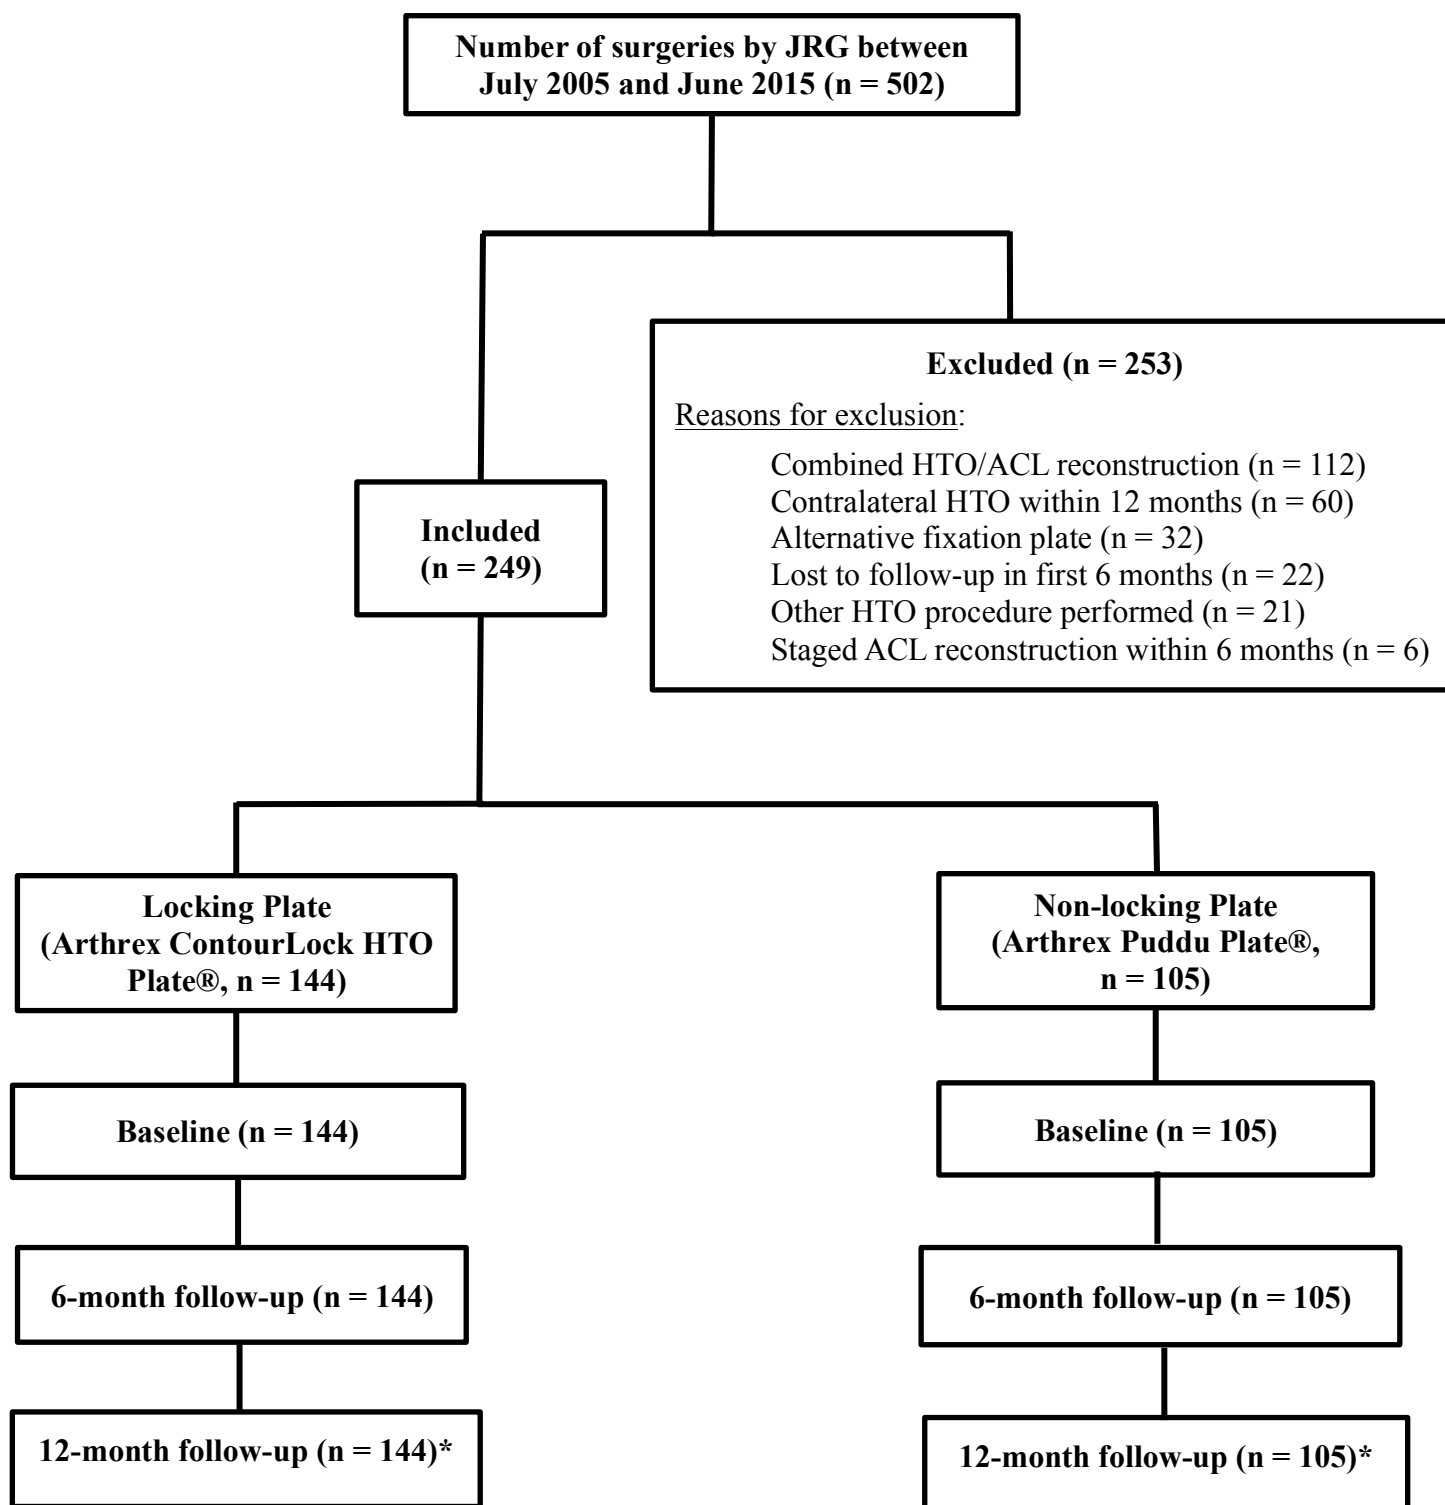 Number of surgeries by JRG between
July 2005 and June 2015 (n = 502)
Excluded (n = 253)
Reasons for exclusion:
Combined HTO/ACL reconstruction (n = 112)
Contralateral HTO within 12 months (n = 60)
Alternative fixation plate (n = 32)
Lost to follow-up in first 6 months (n = 22)
Other HTO procedure performed (n = 21)
Staged ACL reconstruction within 6 months (n = 6)
Included
(n = 249)
Locking Plate
(Arthrex ContourLock HTO
Plate®, n = 144)
Non-locking Plate
(Arthrex Puddu Plate®,
n = 105)
Baseline (n = 144)
Baseline (n = 105)
6-month follow-up (n = 144)
6-month follow-up (n = 105)
12-month follow-up (n = 144)*
12-month follow-up (n = 105)*